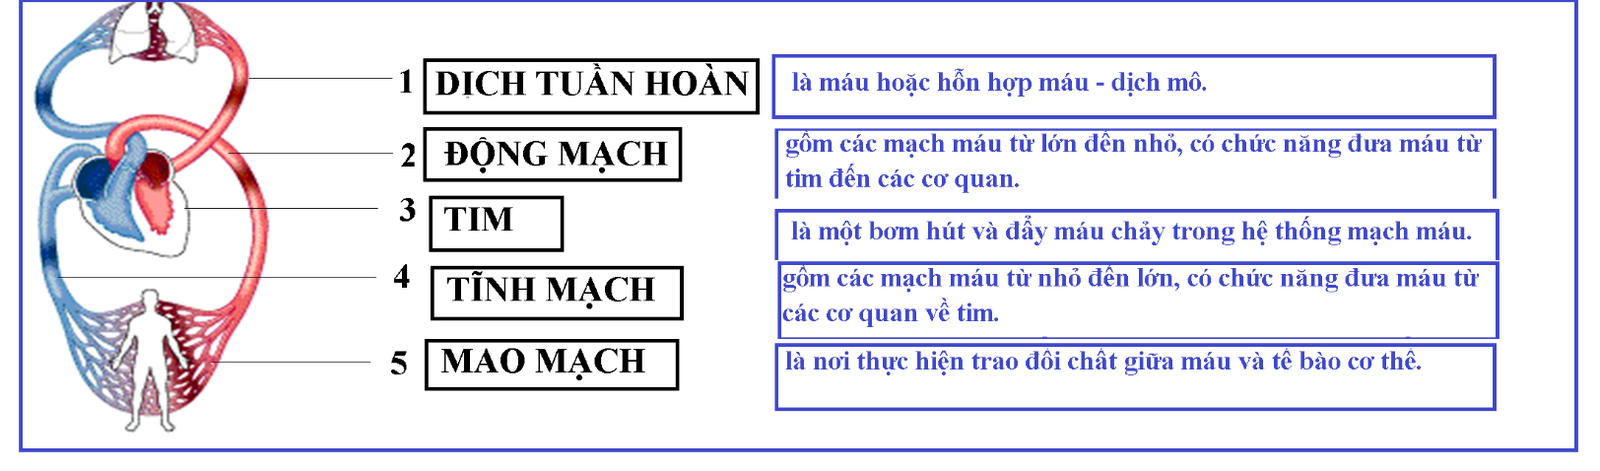 1 DỊCH TUẦN HOÀN là máu hoặc hỗn hợp máu - dịch mô.
2 ĐỘNG MẠCH gồm các mạch máu từ lớn đến nhỏ, có chức năng đưa máu từ
tim đến các cơ quan.
3 TIM là một bơm hút và đẩy máu chảy trong hệ thống mạch máu.
4 TĨNH MẠCH gồm các mạch máu từ nhỏ đến lớn, có chức năng đưa máu từ
các cơ quan về tim.
5 MAO MẠCH là nơi thực hiện trao đổi chất giữa máu và tế bào cơ thể.